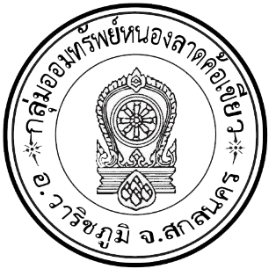 กลุ่มออมทรัพย์หนองลาดค้อเขียว
อ.วาริชภูมิ จ.สกลนคร